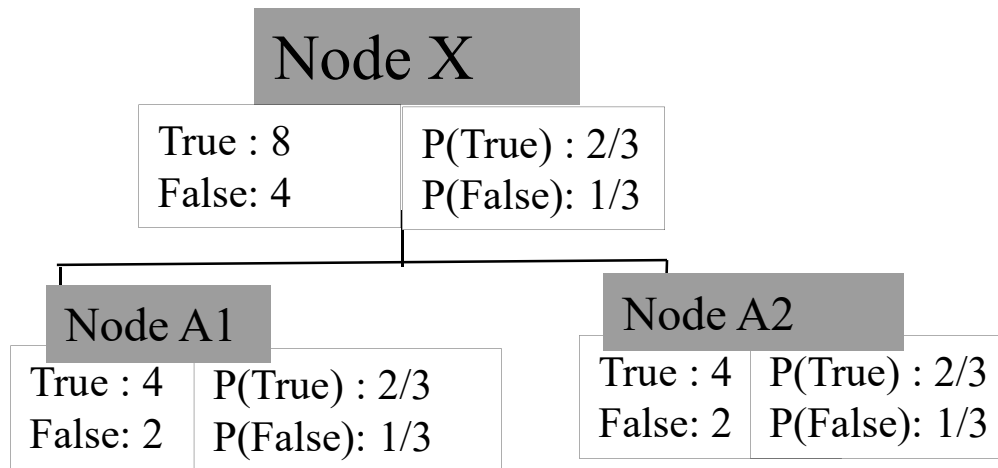 Node X
True : 8
False: 4
P(True) : 2/3
P(False): 1/3
Node A1
True : 4
False: 2
P(True) : 2/3
P(False): 1/3
Node A2
True : 4
False: 2
P(True) : 2/3
P(False): 1/3